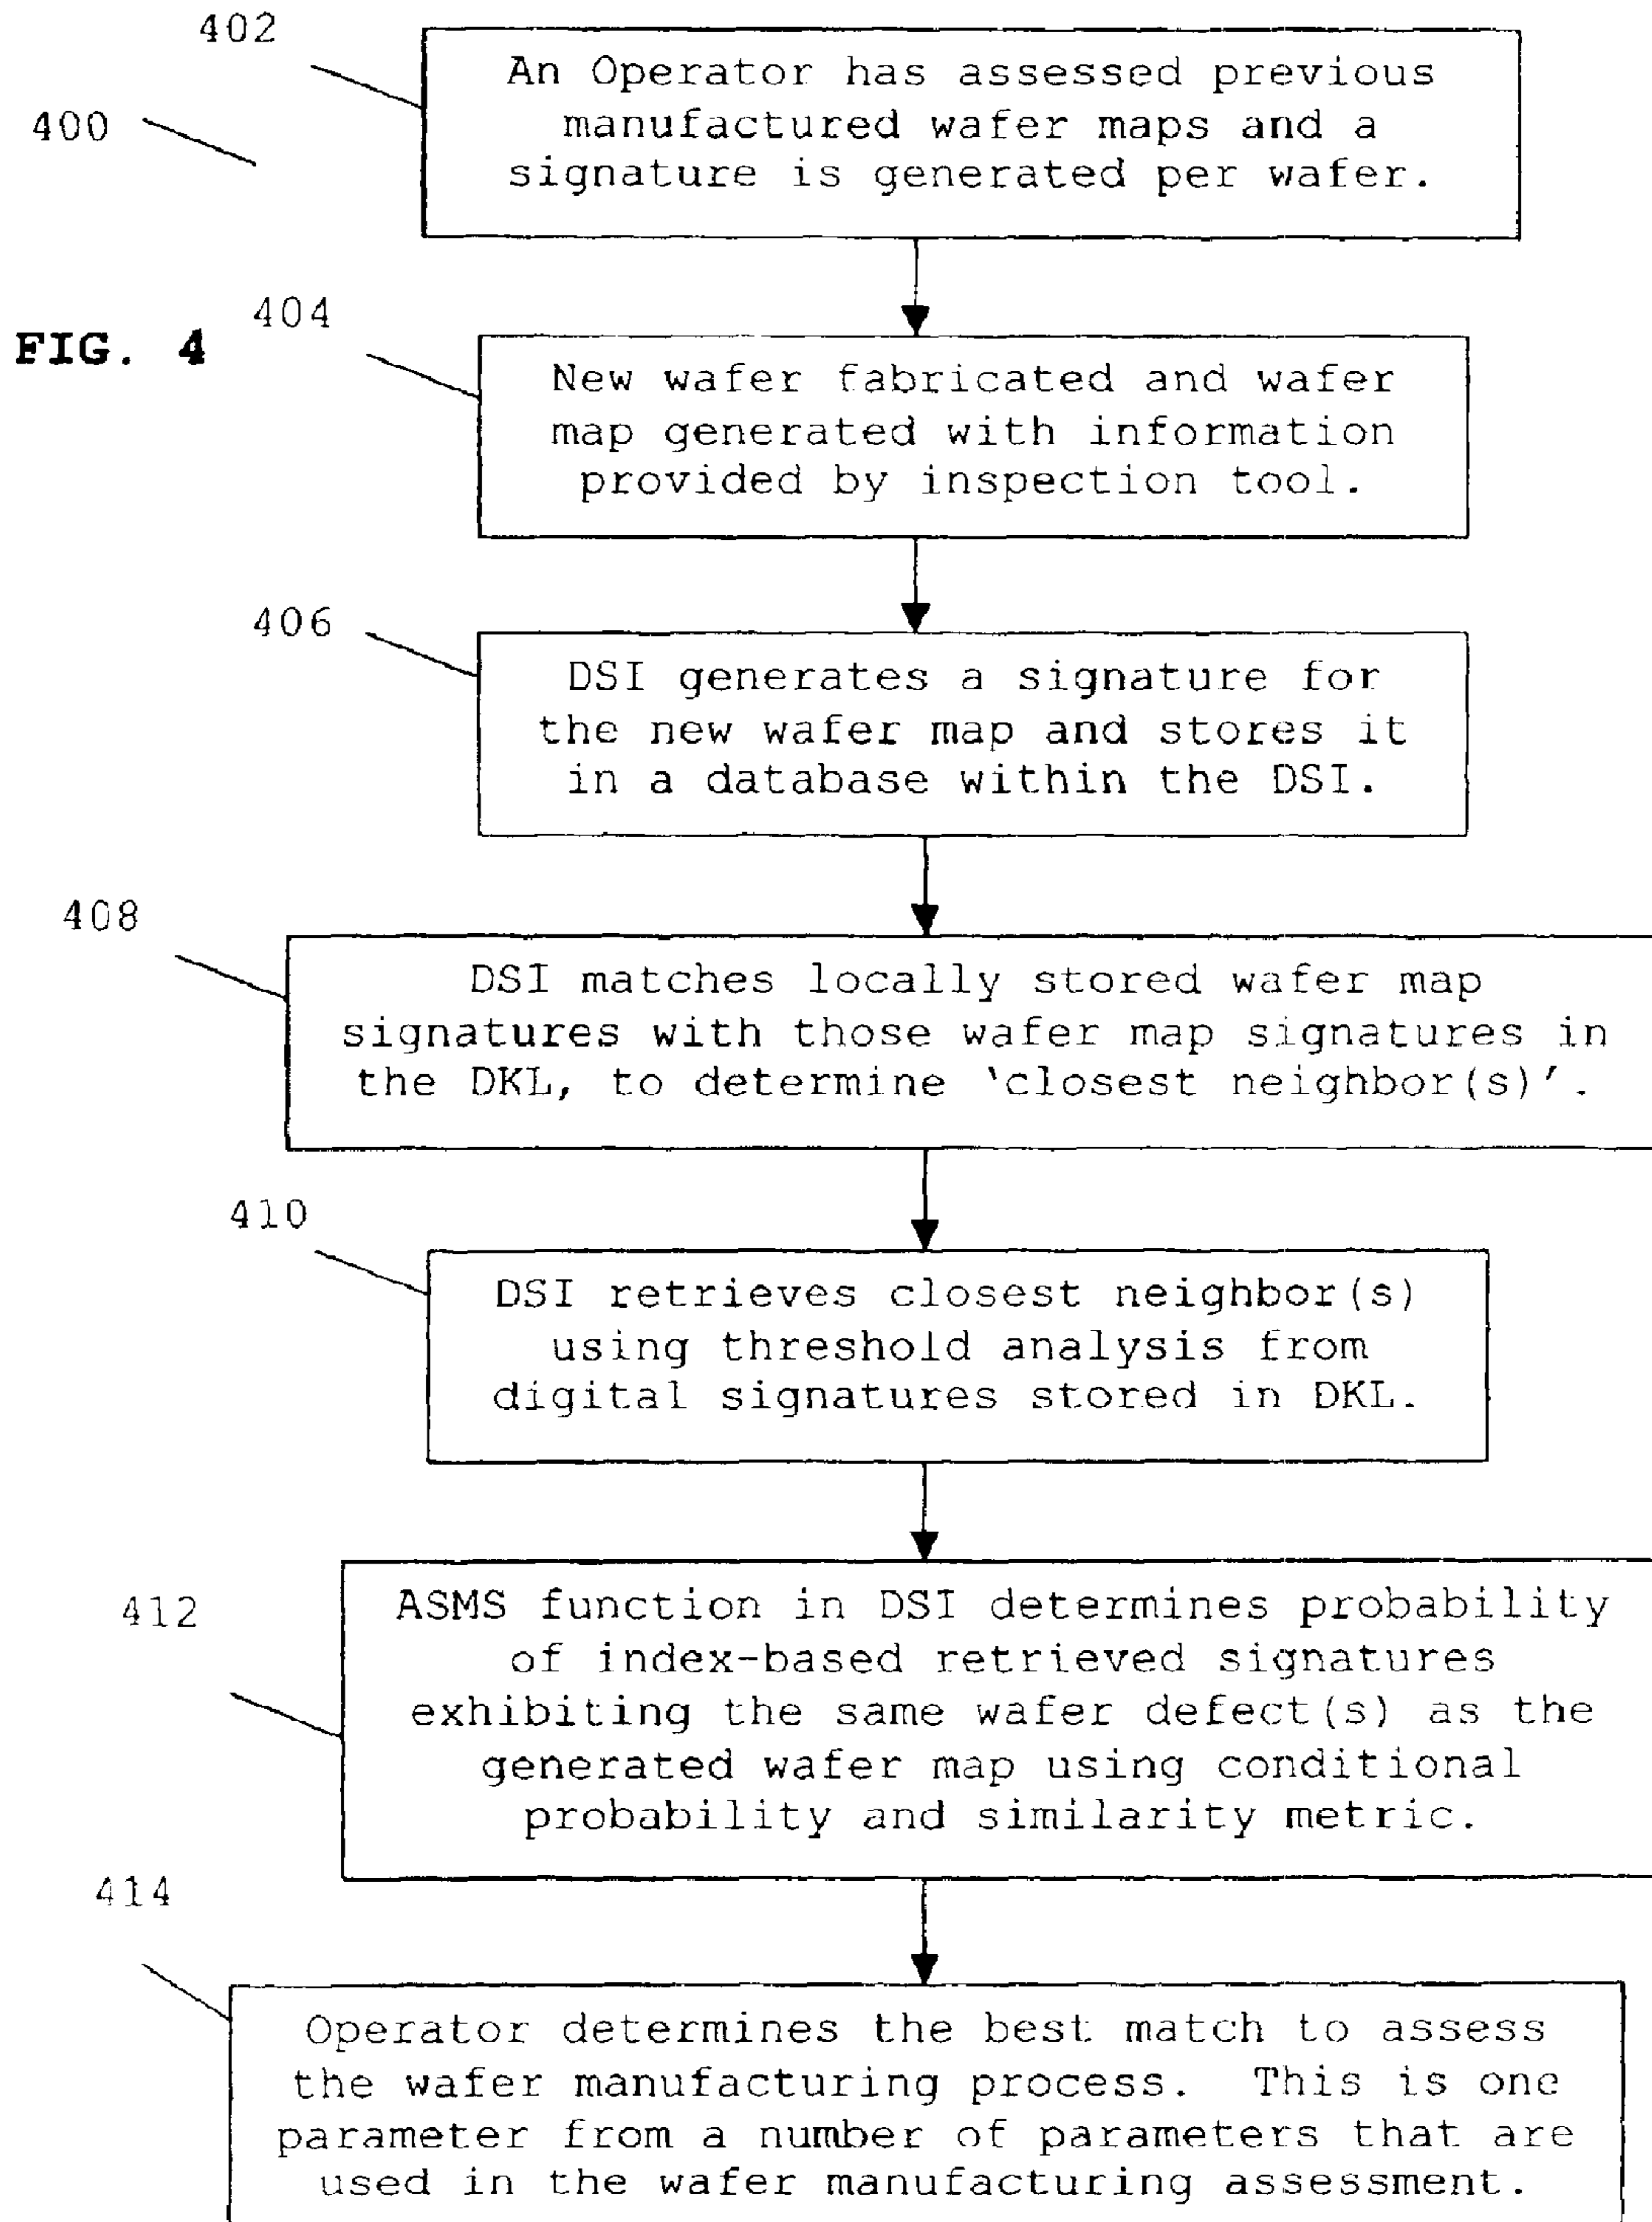 402
An Operator has assessed previous
manufactured wafer maps and a
signature is generated per wafer.
400
404
FIG. 4
New wafer fabricated and wafer
map generated with information
provided by inspection tool.
406
DSI generates a signature for
the new wafer map and stores it
in a database within the DSI.
408
DSI matches locally stored wafer map
signatures with those wafer map signatures in
the DKL, to determine ‘closest neighbor(s)’.
410
DSI retrieves closest neighbor(s)
using threshold analysis from
digital signatures stored in DKL.
412
ASMS function in DSI determines probability
of index-based retrieved signatures
exhibiting the same wafer defect(s) as the
generated wafer map using conditional
probability and similarity metric.
414
Operator determines the best match to assess
the wafer manufacturing process. This is one
parameter from a number of parameters that are
used in the wafer manufacturing assessment.